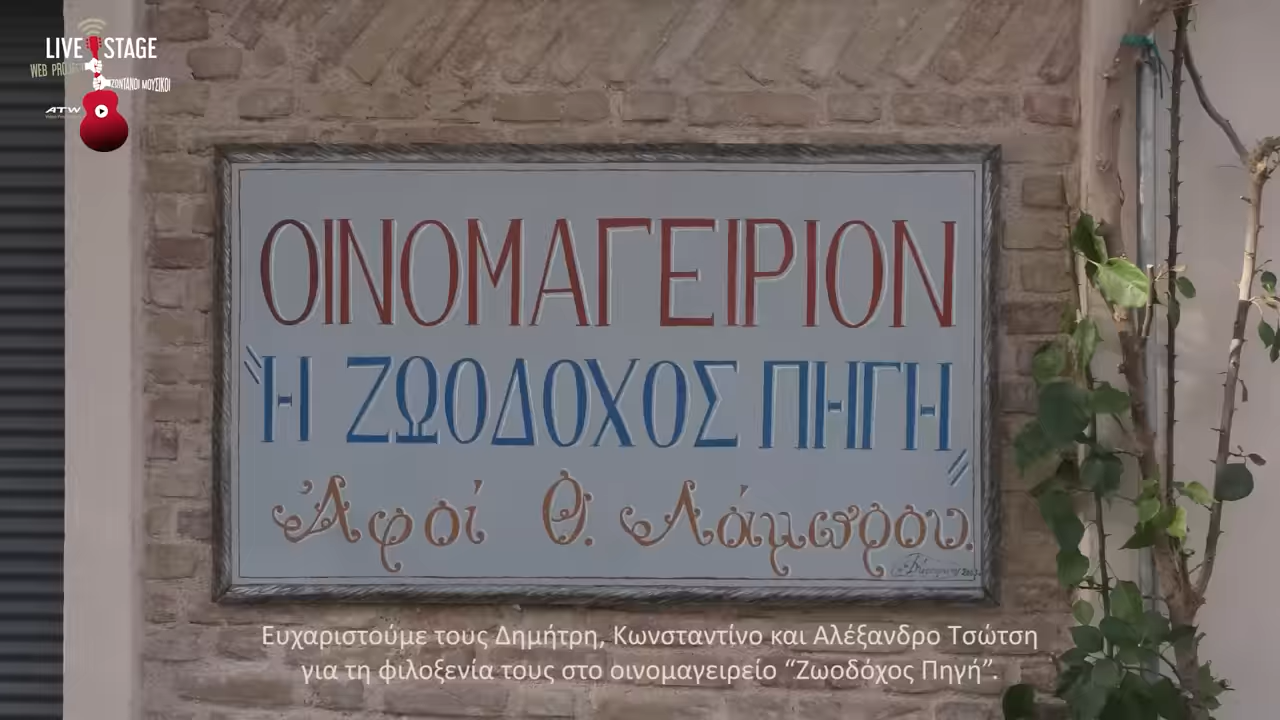 LIVE STAGE
WEB PROJECT
ΖΩΝΤΑΝΟΙ ΜΟΥΣΙΚΟΙ
ATW
ΟΙΝΟΜΑΓΕΙΡΙΟΝ
"Η ΖΩΟΔΟΧΟΣ ΠΗΓΗ"
Ἀφοί Θ. Λάμπρου.
Ευχαριστούμε τους Δημήτρη, Κωνσταντίνο και Αλέξανδρο Τσώτση
για τη φιλοξενία τους στο οινομαγειρείο “Ζωοδόχος Πηγή”.